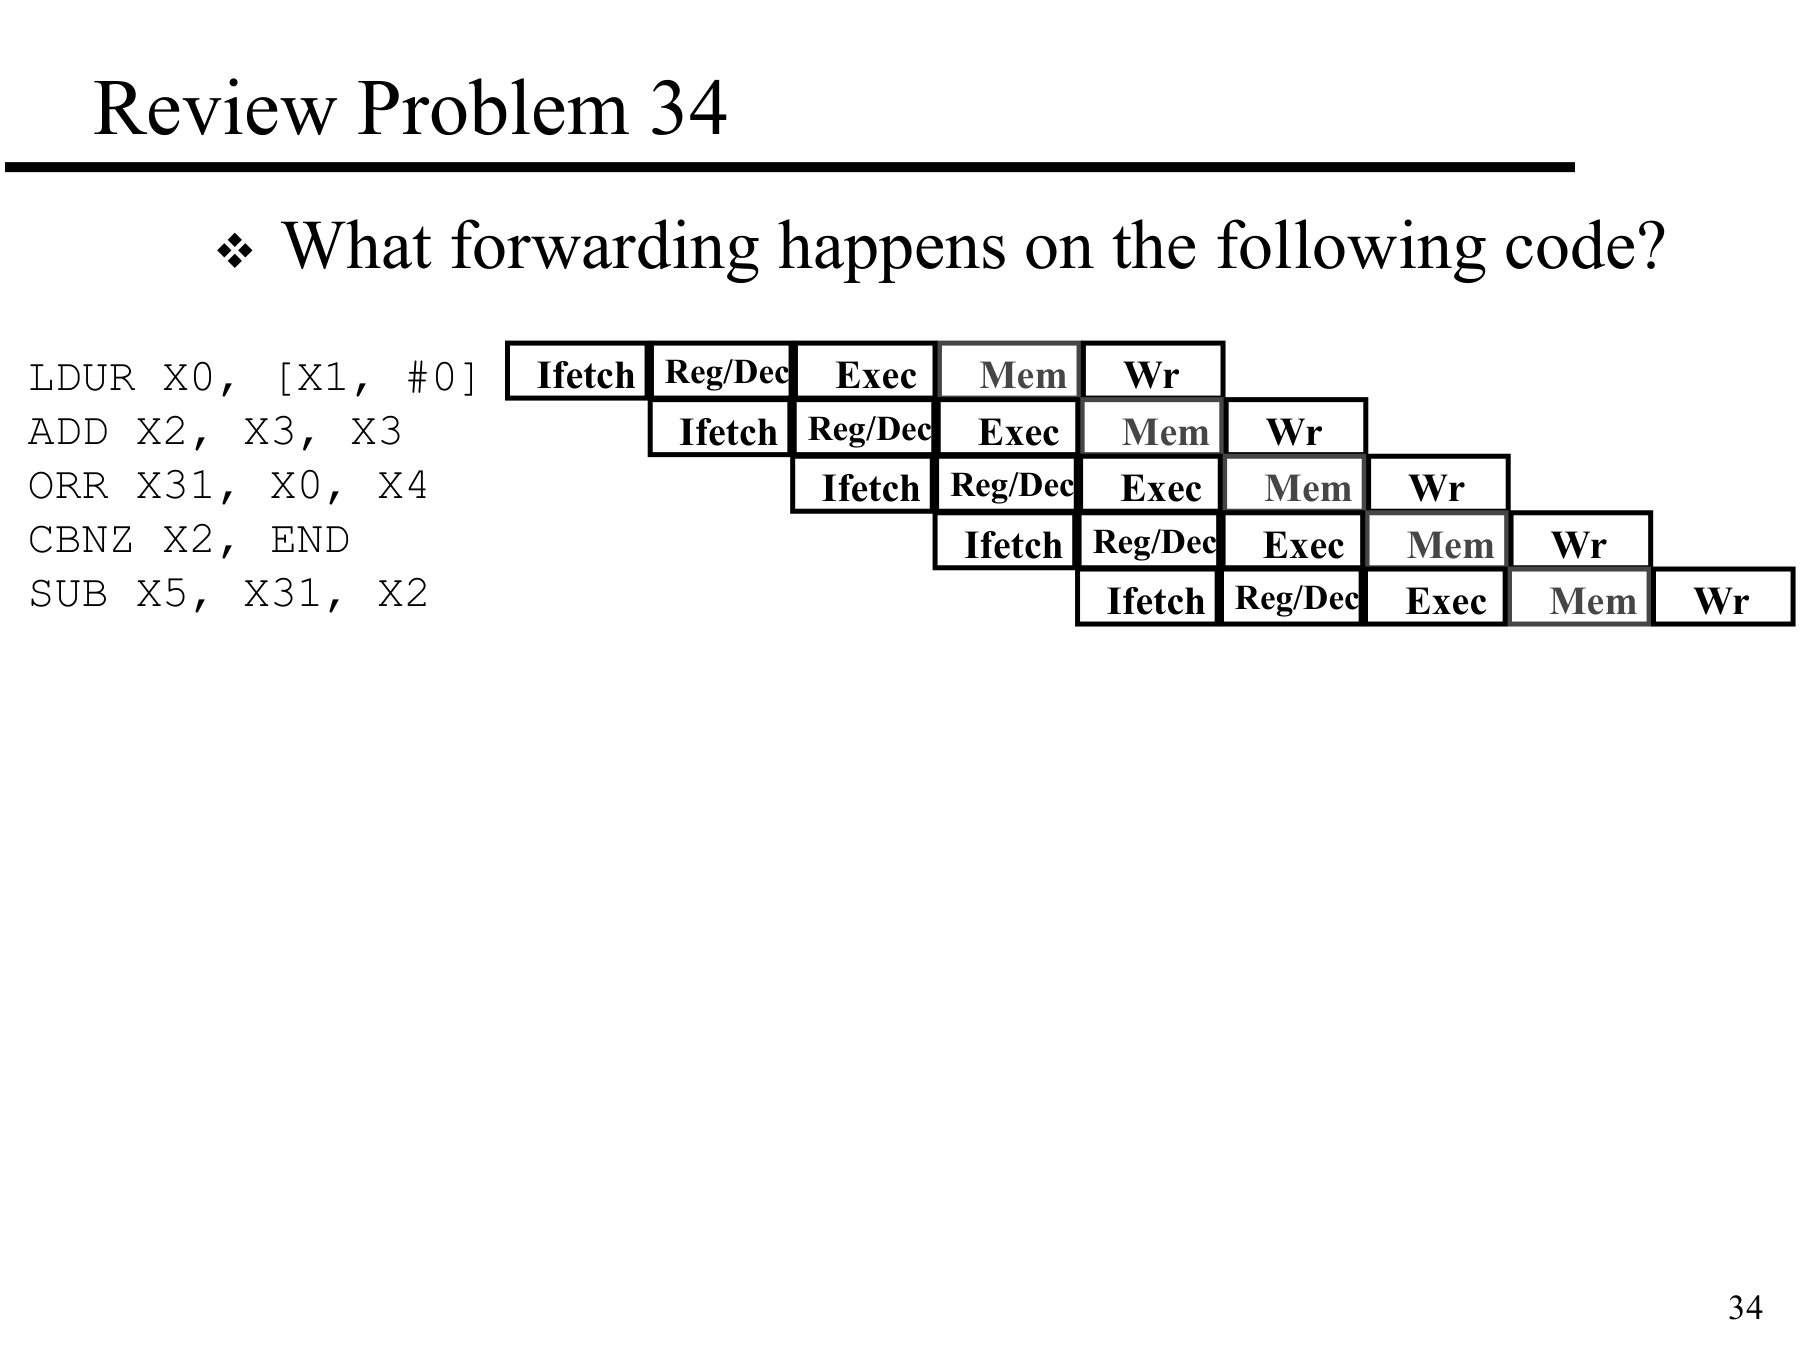 Review Problem 34
❖ What forwarding happens on the following code?
LDUR X0, [X1, #0] Ifetch Reg/Dec Exec Mem Wr
ADD X2, X3, X3 Ifetch Reg/Dec Exec Mem Wr
ORR X31, X0, X4 Ifetch Reg/Dec Exec Mem Wr
CBNZ X2, END Ifetch Reg/Dec Exec Mem Wr
SUB X5, X31, X2 Ifetch Reg/Dec Exec Mem Wr
34